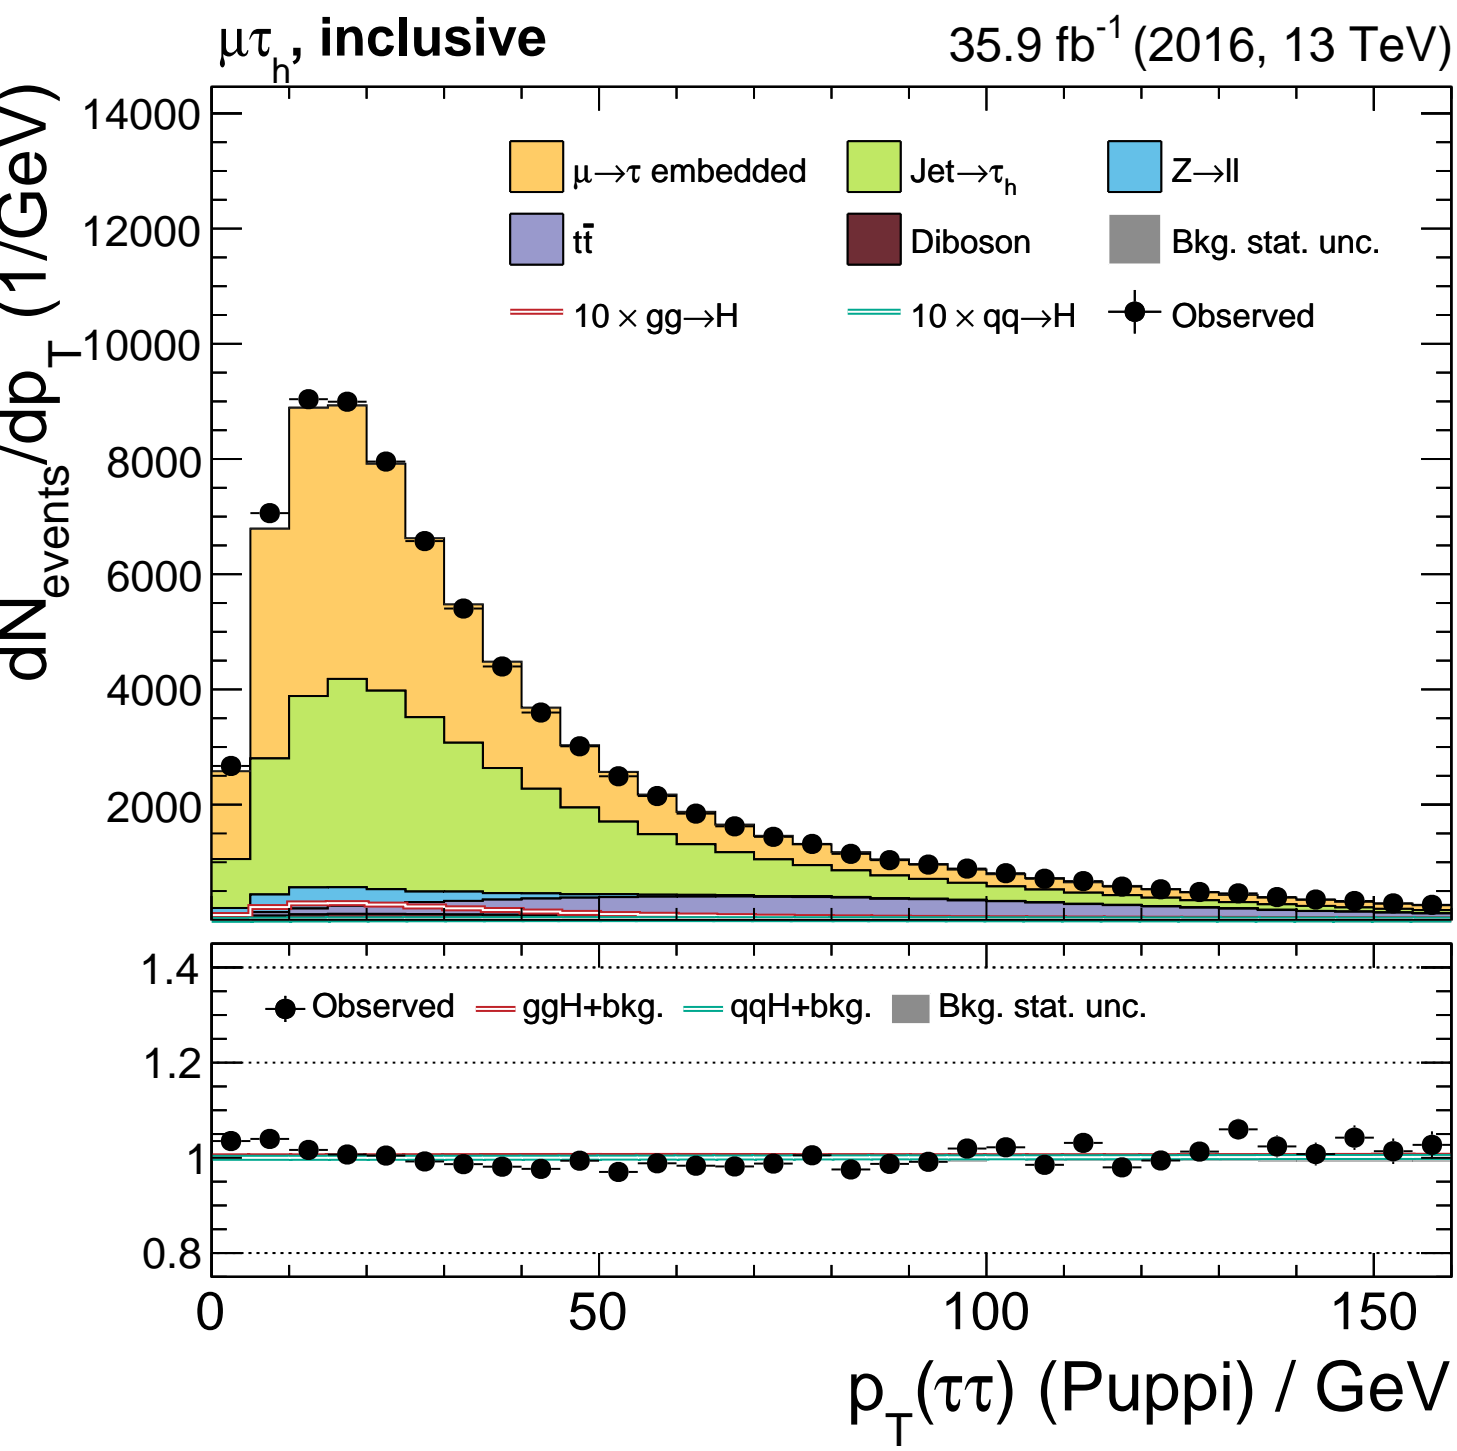 μτh, inclusive 35.9 fb-1 (2016, 13 TeV)
dNevents/dpT (1/GeV)
14000
12000
10000
8000
6000
4000
2000
μ→τ embedded Jet→τh Z→ll
tt̄ Diboson Bkg. stat. unc.
10 × gg→H 10 × qq→H Observed
1.4
1.2
1
0.8
Observed ggH+bkg. qqH+bkg. Bkg. stat. unc.
0 50 100 150
pT(ττ) (Puppi) / GeV